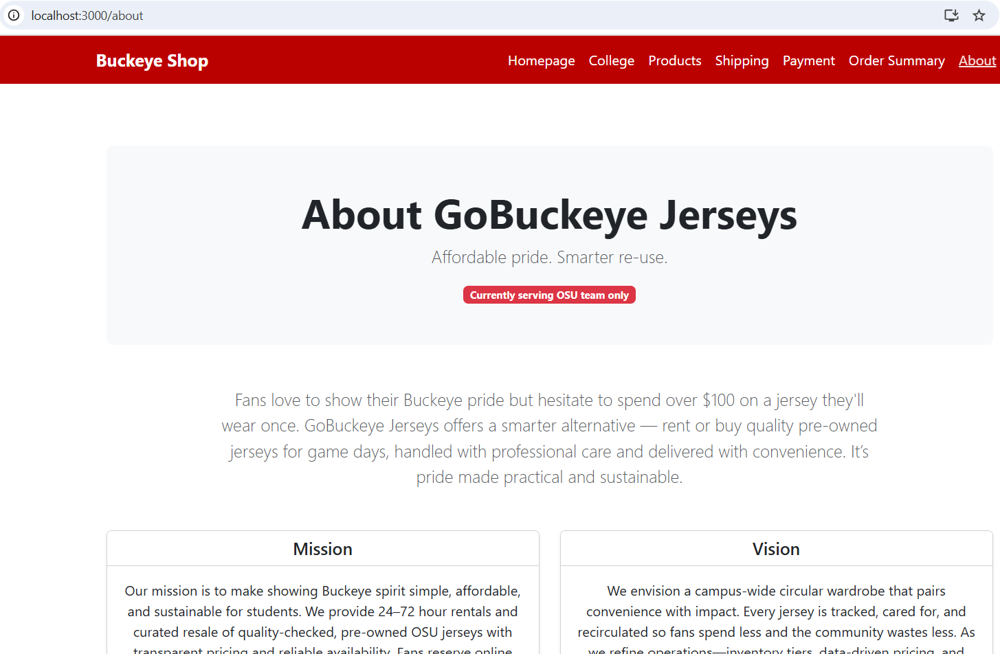 localhost:3000/about
Buckeye Shop
Homepage College Products Shipping Payment Order Summary About
About GoBuckeye Jerseys
Affordable pride. Smarter re-use.
Currently serving OSU team only
Fans love to show their Buckeye pride but hesitate to spend over $100 on a jersey they'll
wear once. GoBuckeye Jerseys offers a smarter alternative — rent or buy quality pre-owned
jerseys for game days, handled with professional care and delivered with convenience. It’s
pride made practical and sustainable.
Mission
Our mission is to make showing Buckeye spirit simple, affordable,
and sustainable for students. We provide 24–72 hour rentals and
curated resale of quality-checked, pre-owned OSU jerseys with
transparent pricing and reliable availability. Fans reserve online
Vision
We envision a campus-wide circular wardrobe that pairs
convenience with impact. Every jersey is tracked, cared for, and
recirculated so fans spend less and the community wastes less. As
we refine operations—inventory tiers, data-driven pricing, and